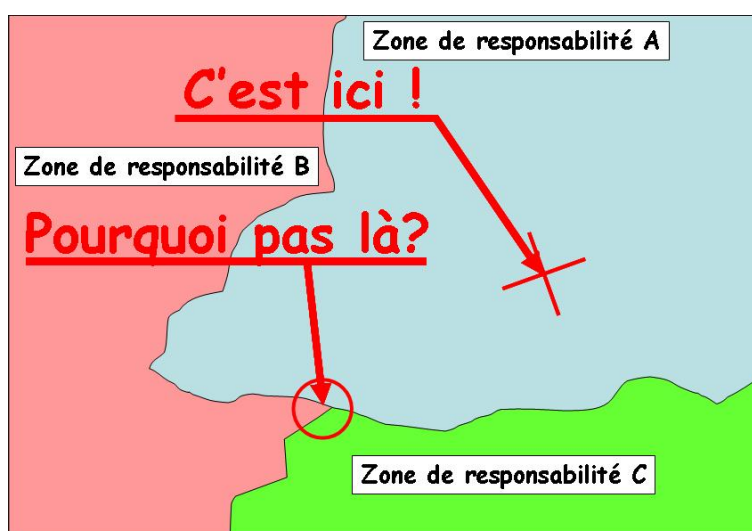 Zone de responsabilité A
C'est ici !
Zone de responsabilité B
Pourquoi pas là?
Zone de responsabilité C